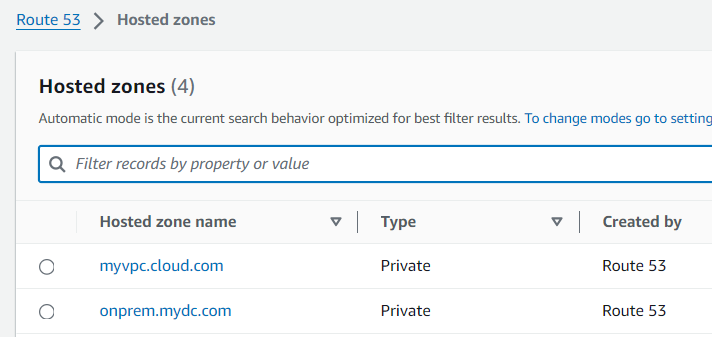 Route 53 > Hosted zones
Hosted zones (4)
Automatic mode is the current search behavior optimized for best filter results. To change modes go to setting
Filter records by property or value
Hosted zone name Type Created by
myvpc.cloud.com Private Route 53
onprem.mydc.com Private Route 53